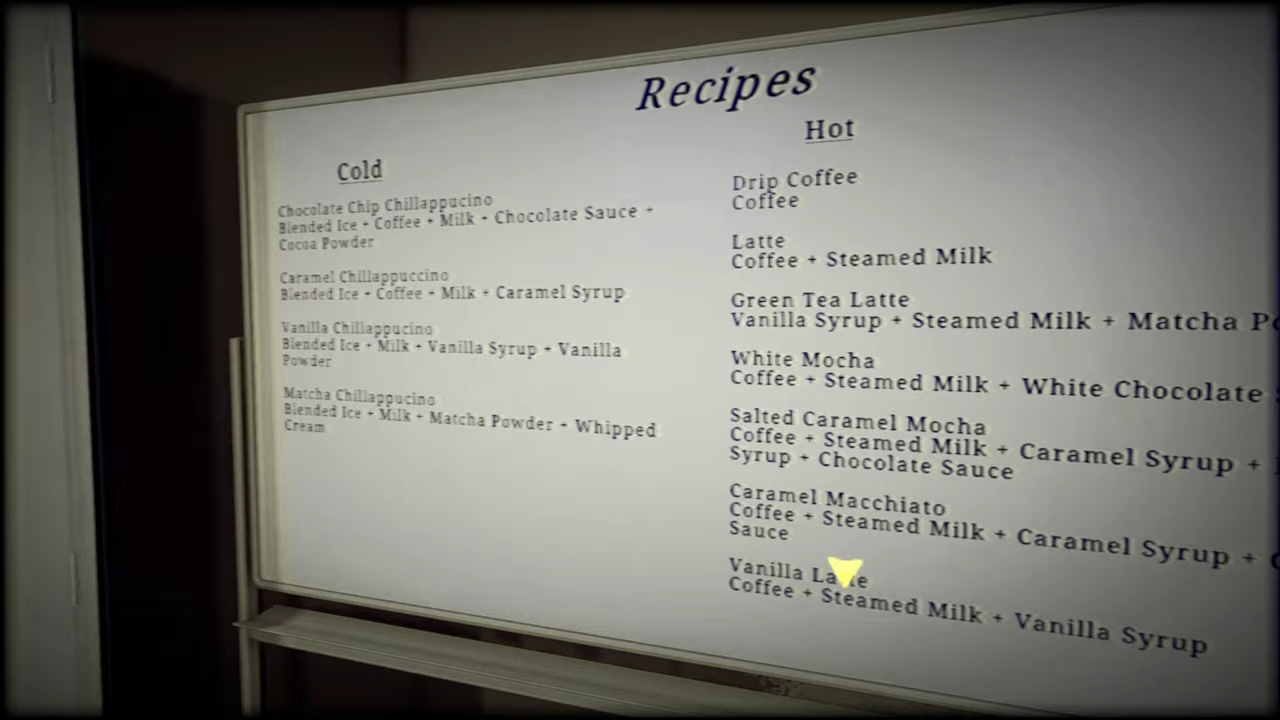 Recipes
Cold
Chocolate Chip Chillappucino
Blended Ice + Coffee + Milk + Chocolate Sauce +
Cocoa Powder
Caramel Chillappuccino
Blended Ice + Coffee + Milk + Caramel Syrup
Vanilla Chillappucino
Blended Ice + Milk + Vanilla Syrup + Vanilla
Powder
Matcha Chillappucino
Blended Ice + Milk + Matcha Powder + Whipped
Cream
Hot
Drip Coffee
Coffee
Latte
Coffee + Steamed Milk
Green Tea Latte
Vanilla Syrup + Steamed Milk + Matcha
White Mocha
Coffee + Steamed Milk + White Chocolate
Salted Caramel Mocha
Coffee + Steamed Milk + Caramel Syrup +
Syrup + Chocolate Sauce
Caramel Macchiato
Coffee + Steamed Milk + Caramel Syrup +
Sauce
Vanilla Latte
Coffee + Steamed Milk + Vanilla Syrup